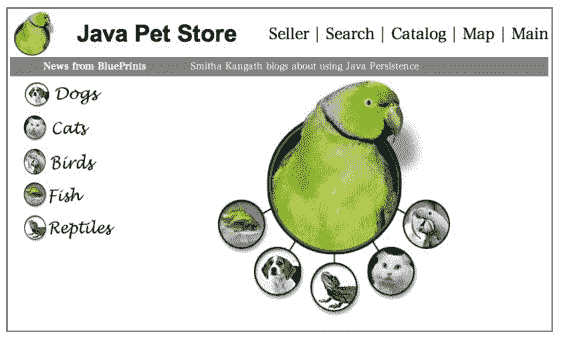 Java Pet Store
Seller | Search | Catalog | Map | Main
News from BluePrints
Smitha Kangath blogs about using Java Persistence
Dogs
Cats
Birds
Fish
Reptiles